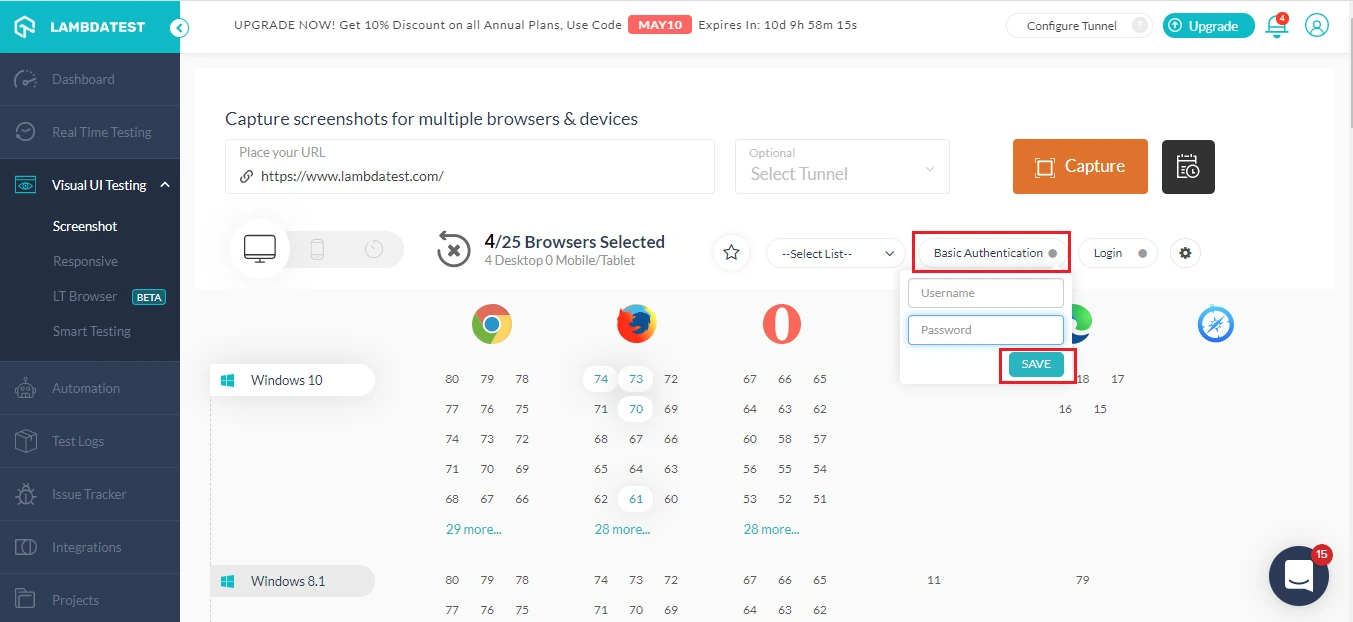 LAMBDATEST
UPGRADE NOW! Get 10% Discount on all Annual Plans, Use Code MAY10 Expires In: 10d 9h 58m 15s
Configure Tunnel ?
Upgrade
4
Dashboard
Real Time Testing
Visual UI Testing
Screenshot
Responsive
LT Browser BETA
Smart Testing
Automation
Test Logs
Issue Tracker
Integrations
Projects
Capture screenshots for multiple browsers & devices
Place your URL
https://www.lambdatest.com/
Optional
Select Tunnel
Capture
4/25 Browsers Selected
4 Desktop 0 Mobile/Tablet
--Select List--
Basic Authentication
Login
Username
Password
SAVE
Windows 10
80 79 78 74 73 72 67 66 65 18 17
77 76 75 71 70 69 64 63 62 16 15
74 73 72 68 67 66 60 58 57
71 70 69 65 64 63 56 55 54
68 67 66 62 61 60 53 52 51
29 more... 28 more... 28 more...
Windows 8.1
80 79 78 74 73 72 67 66 65 11 79
77 76 75 71 70 69 64 63 62
15